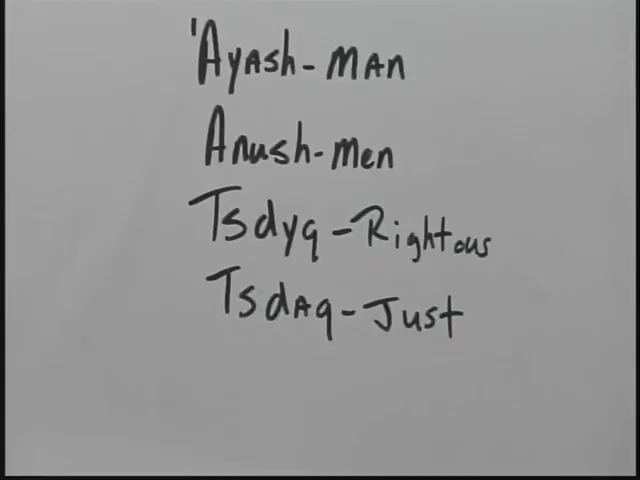 'Ayash - Man
Anush - Men
Tsdyq - Rightous
Tsdaq - Just